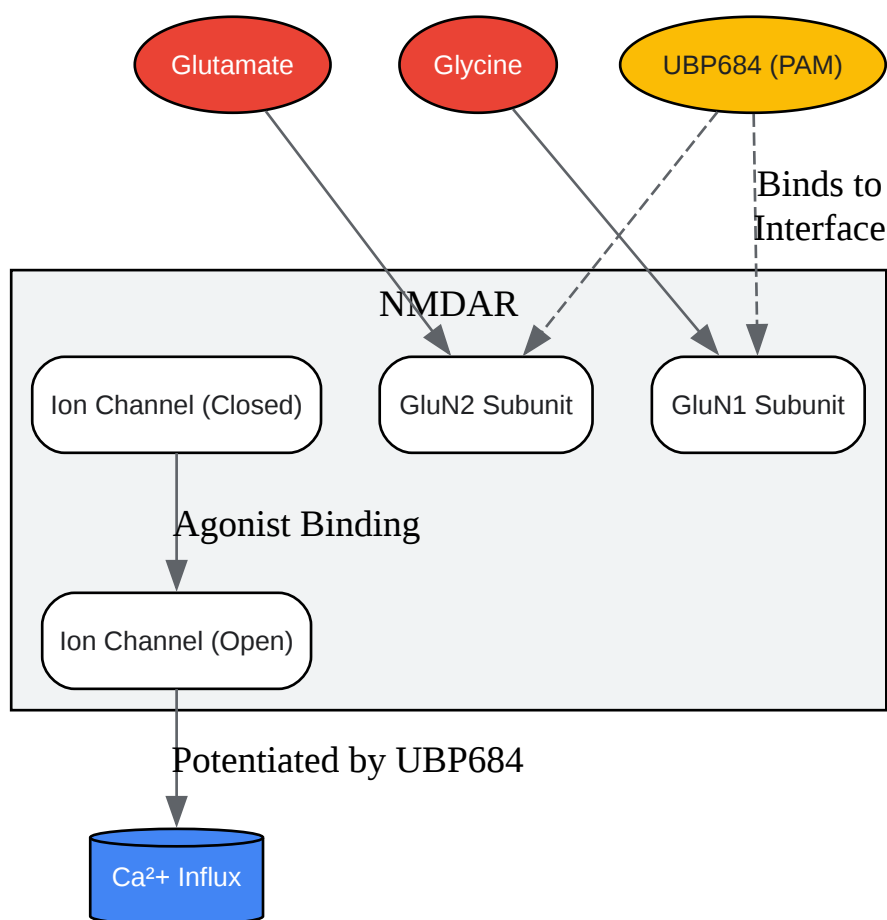 Glutamate
Glycine
UBP684 (PAM)
Binds to
Interface
NMDAR
Ion Channel (Closed)
GluN2 Subunit
GluN1 Subunit
Agonist Binding
Ion Channel (Open)
Potentiated by UBP684
Ca²+ Influx